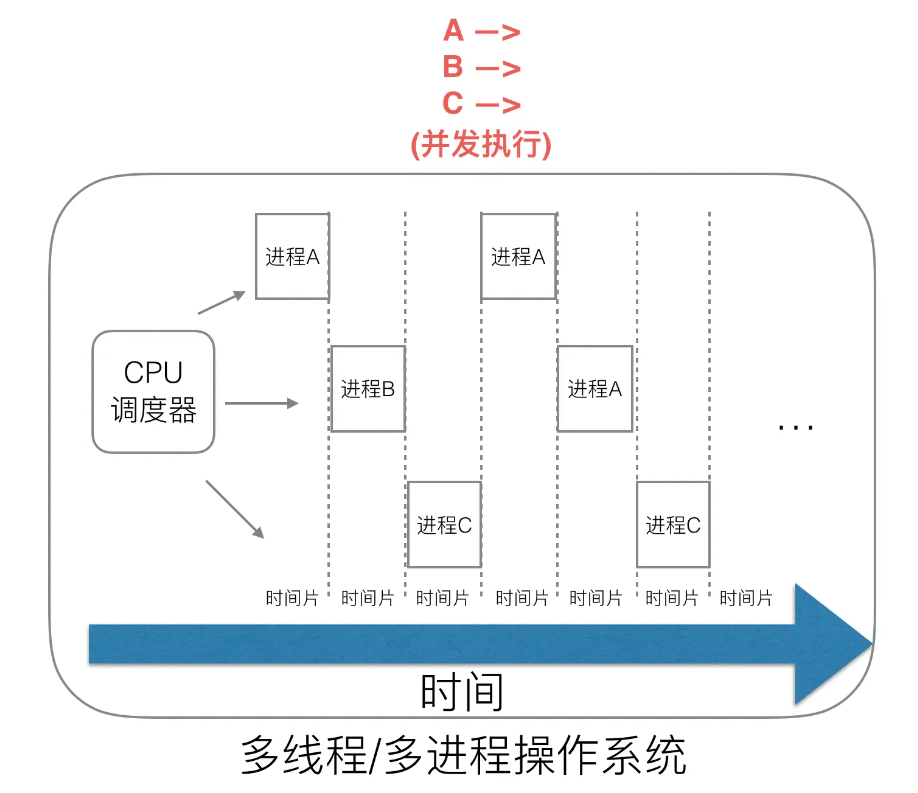 A —>
B —>
C —>
(并发执行)
进程A
进程A
CPU
调度器
进程B
进程A
...
进程C
进程C
时间片
时间片
时间片
时间片
时间片
时间片
时间片
时间
多线程/多进程操作系统